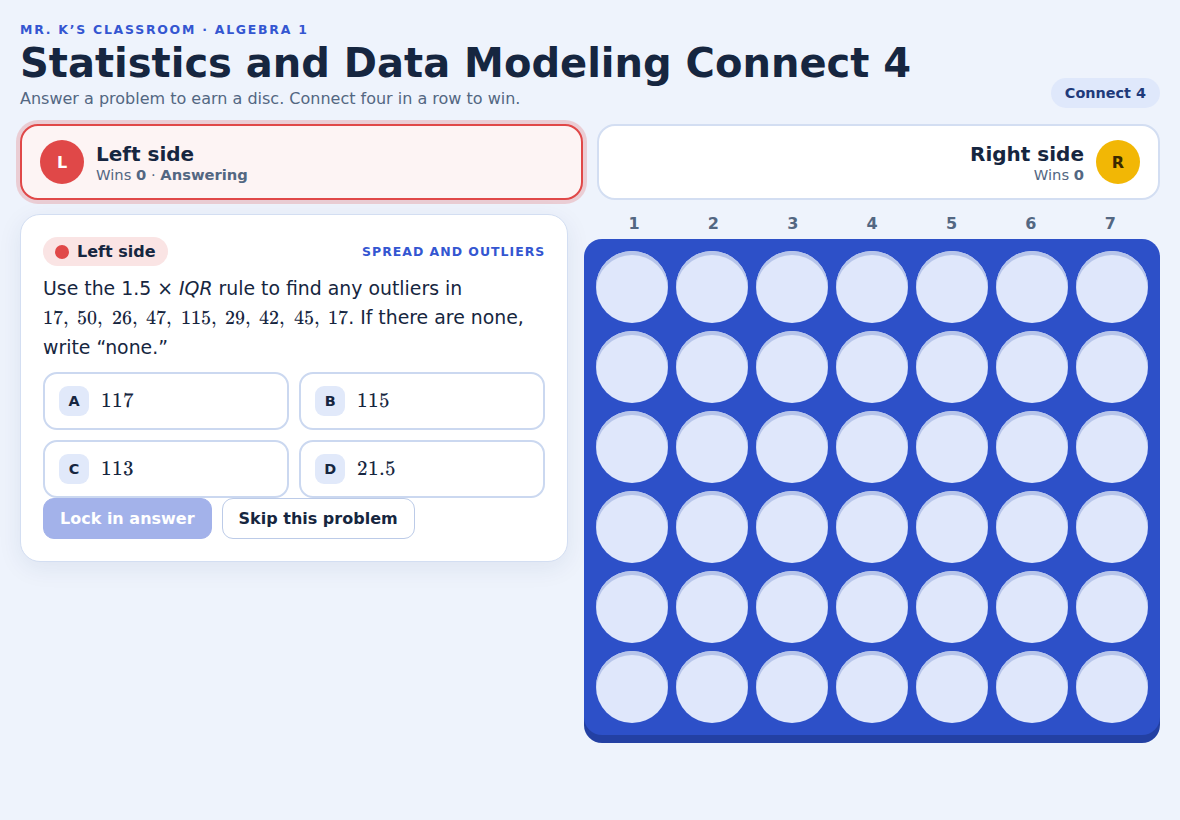 MR. K’S CLASSROOM · ALGEBRA 1
Statistics and Data Modeling Connect 4
Answer a problem to earn a disc. Connect four in a row to win.
Connect 4
L
Left side
Wins 0 · Answering
Right side
Wins 0
R
Left side
SPREAD AND OUTLIERS
Use the 1.5 × IQR rule to find any outliers in
17, 50, 26, 47, 115, 29, 42, 45, 17. If there are none,
write “none.”
A 117
B 115
C 113
D 21.5
Lock in answer
Skip this problem
1 2 3 4 5 6 7